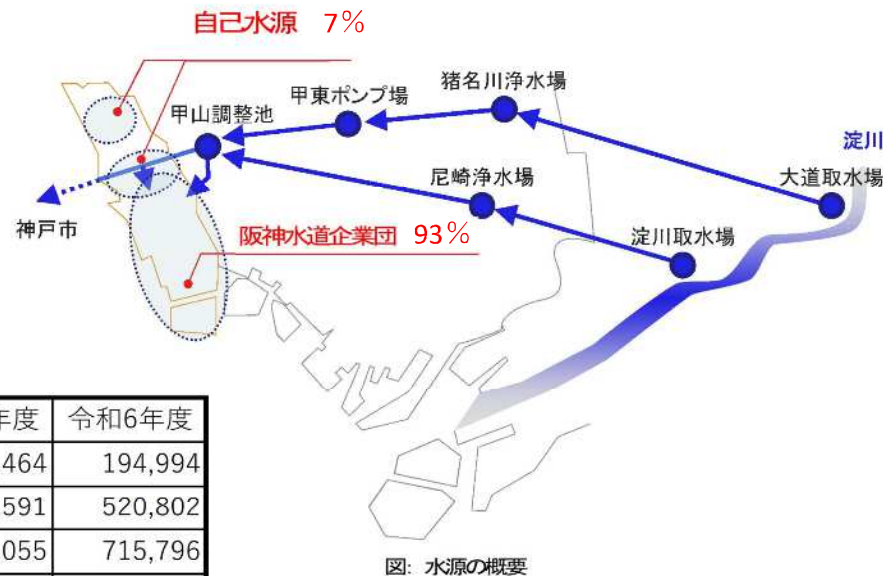 自己水源 7%
猪名川浄水場
甲東ポンプ場
甲山調整池
淀川
尼崎浄水場
大道取水場
神戸市
阪神水道企業団 93%
淀川取水場
年度 令和6年度
464 194,994
591 520,802
055 715,796
図: 水源の概要